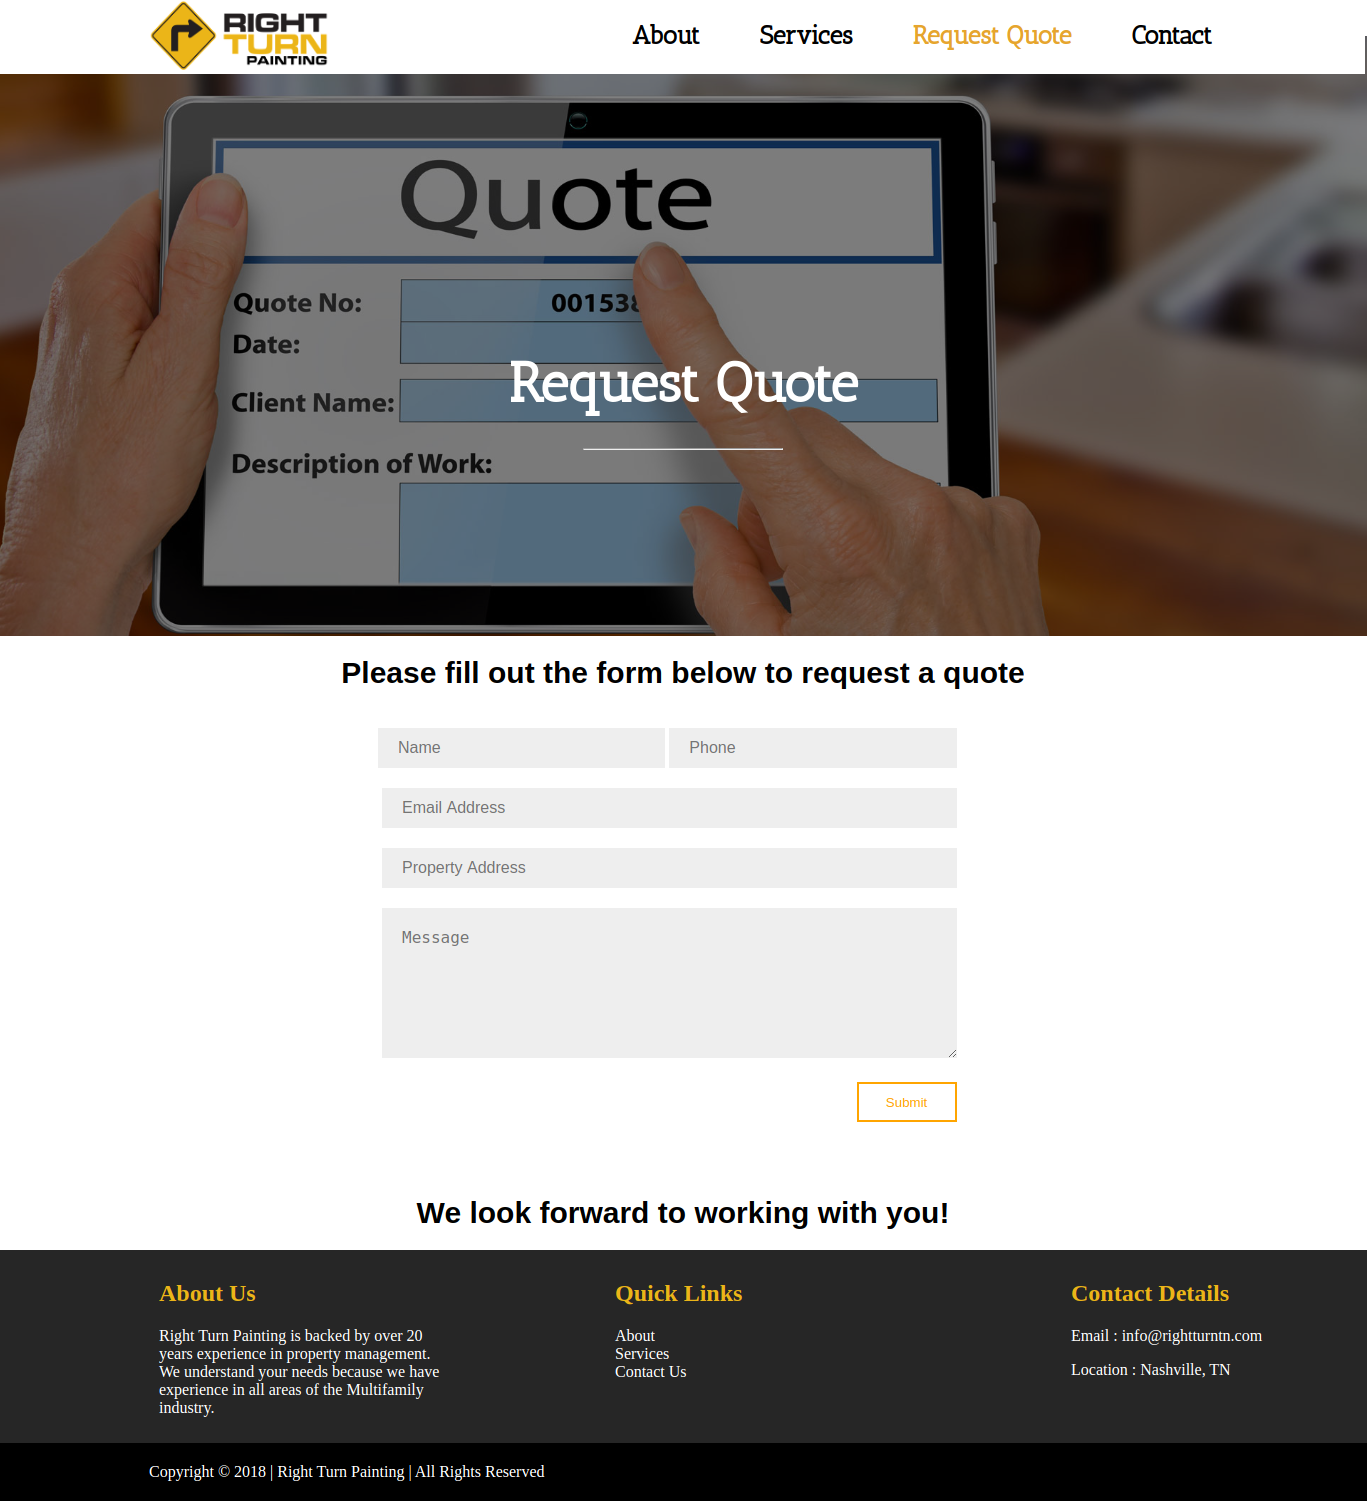 RIGHT
TURN
PAINTING
About
Services
Request Quote
Contact
Quote
Quote No:
00153
Date:
Client Name:
Description of Work:
Request Quote
Please fill out the form below to request a quote
Name
Phone
Email Address
Property Address
Message
Submit
We look forward to working with you!
About Us
Right Turn Painting is backed by over 20
years experience in property management.
We understand your needs because we have
experience in all areas of the Multifamily
industry.
Quick Links
About
Services
Contact Us
Contact Details
Email : info@rightturntn.com
Location : Nashville, TN
Copyright © 2018 | Right Turn Painting | All Rights Reserved